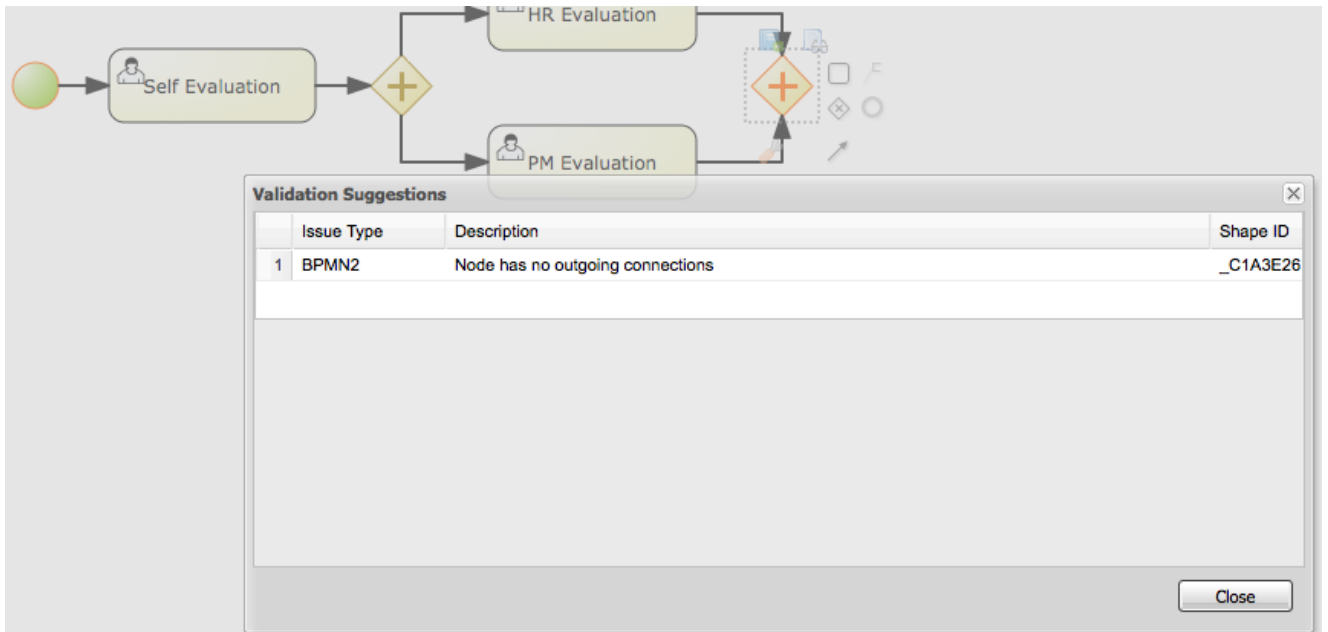 HR Evaluation
Self Evaluation
PM Evaluation
Validation Suggestions
Issue Type Description Shape ID
1 BPMN2 Node has no outgoing connections _C1A3E26
Close